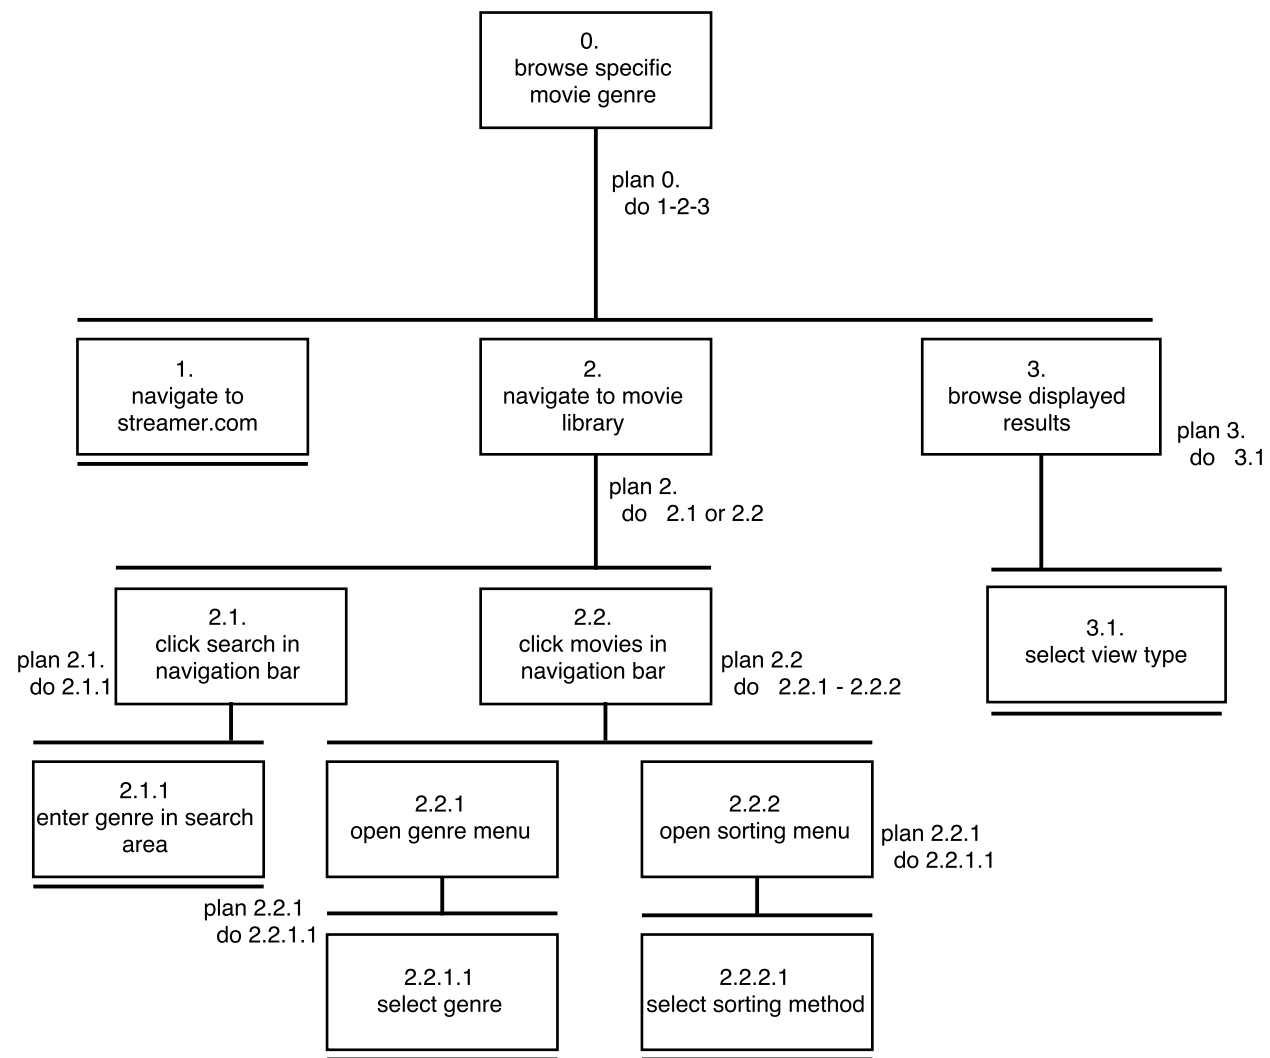 0.
browse specific
movie genre
plan 0.
do 1-2-3
1.
navigate to
streamer.com
2.
navigate to movie
library
3.
browse displayed
results
plan 3.
do 3.1
plan 2.
do 2.1 or 2.2
2.1.
click search in
navigation bar
plan 2.1.
do 2.1.1
2.2.
click movies in
navigation bar
plan 2.2
do 2.2.1 - 2.2.2
3.1.
select view type
2.1.1
enter genre in search
area
2.2.1
open genre menu
2.2.2
open sorting menu
plan 2.2.1
do 2.2.1.1
plan 2.2.1
do 2.2.1.1
2.2.1.1
select genre
2.2.2.1
select sorting method